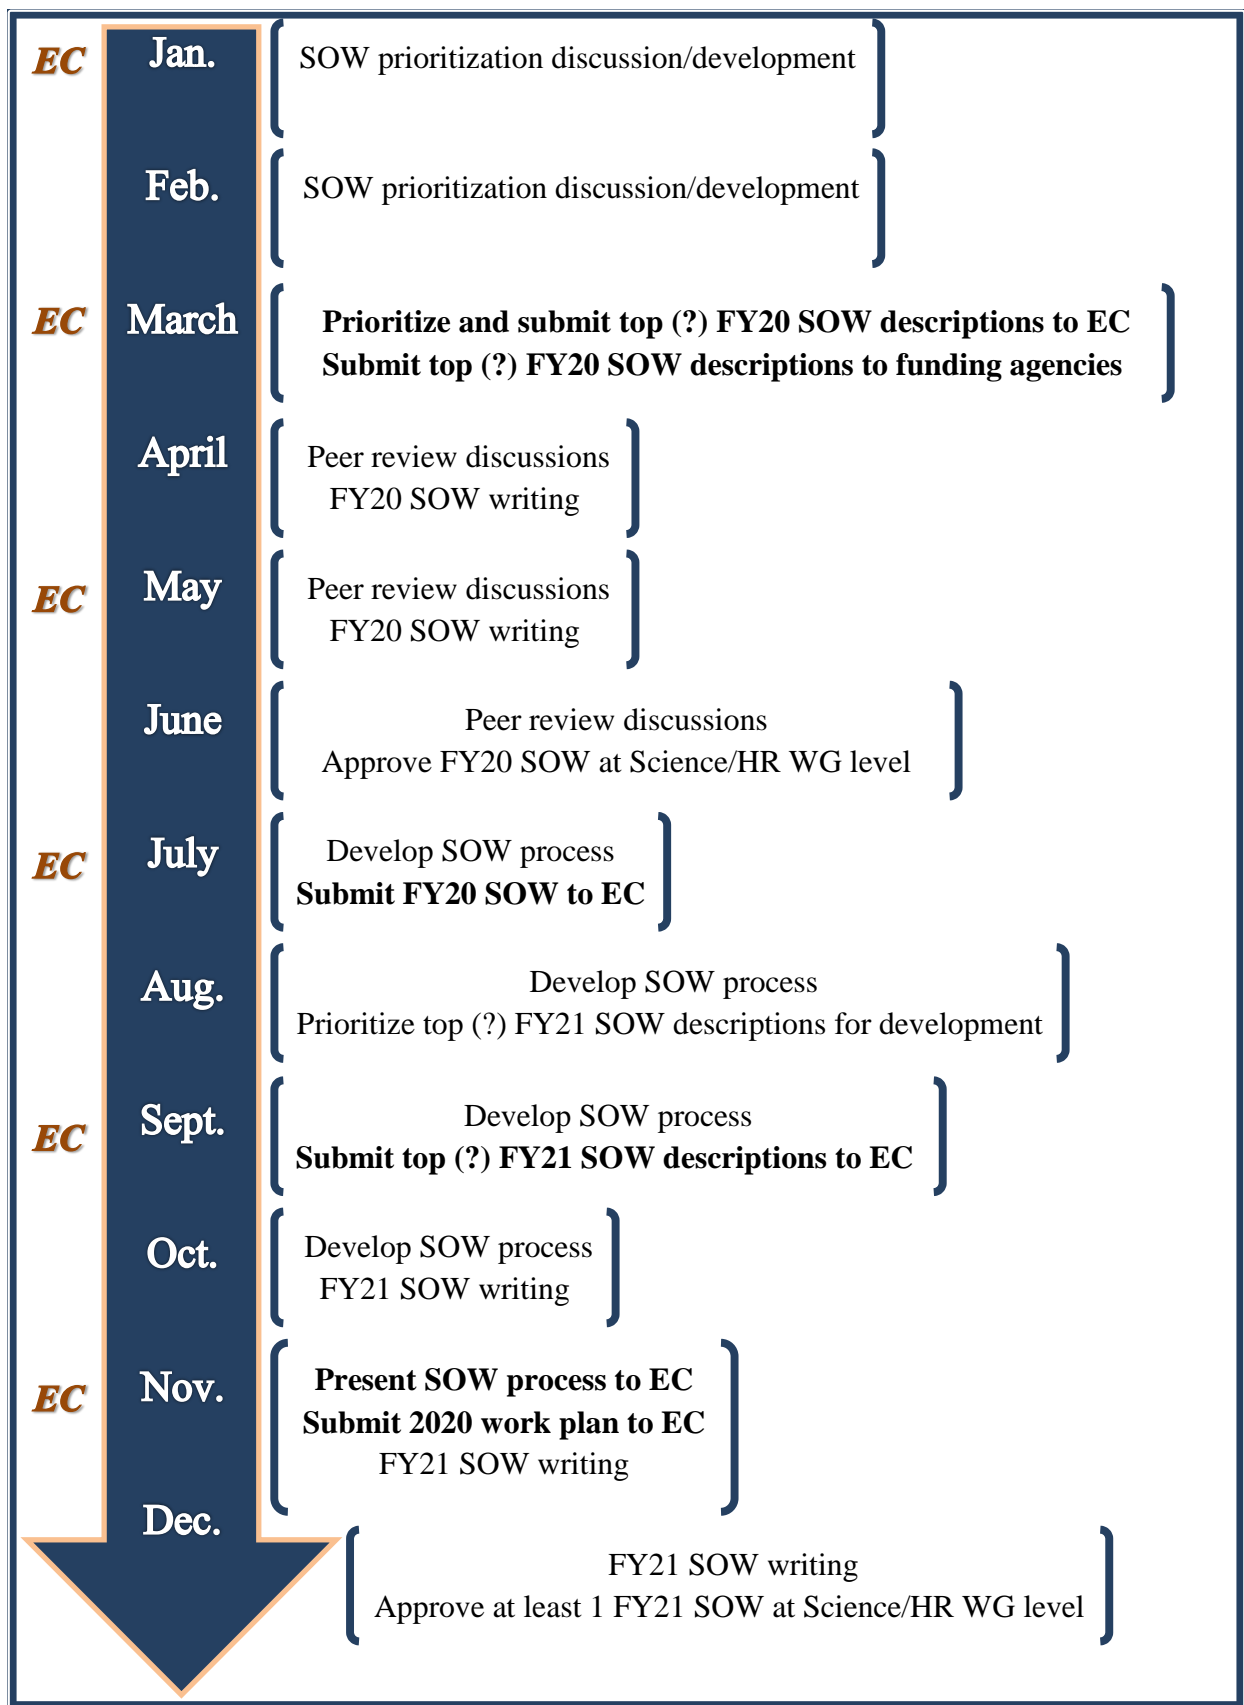 EC
Jan.
SOW prioritization discussion/development
Feb.
SOW prioritization discussion/development
EC
March
Prioritize and submit top (?) FY20 SOW descriptions to EC
Submit top (?) FY20 SOW descriptions to funding agencies
April
Peer review discussions
FY20 SOW writing
EC
May
Peer review discussions
FY20 SOW writing
June
Peer review discussions
Approve FY20 SOW at Science/HR WG level
EC
July
Develop SOW process
Submit FY20 SOW to EC
Aug.
Develop SOW process
Prioritize top (?) FY21 SOW descriptions for development
EC
Sept.
Develop SOW process
Submit top (?) FY21 SOW descriptions to EC
Oct.
Develop SOW process
FY21 SOW writing
EC
Nov.
Present SOW process to EC
Submit 2020 work plan to EC
FY21 SOW writing
Dec.
FY21 SOW writing
Approve at least 1 FY21 SOW at Science/HR WG level